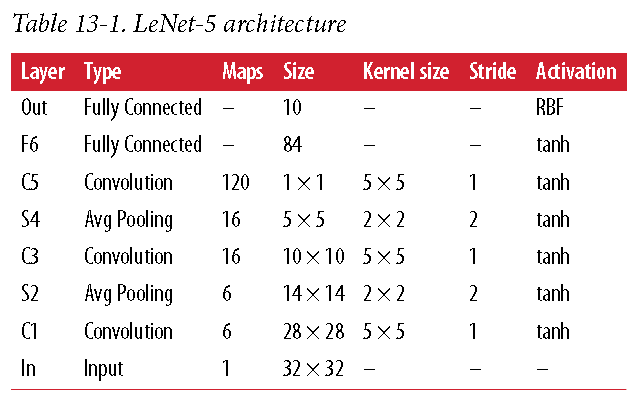 Table 13-1. LeNet-5 architecture
Layer Type Maps Size Kernel size Stride Activation
Out Fully Connected – 10 – – RBF
F6 Fully Connected – 84 – – tanh
C5 Convolution 120 1 × 1 5 × 5 1 tanh
S4 Avg Pooling 16 5 × 5 2 × 2 2 tanh
C3 Convolution 16 10 × 10 5 × 5 1 tanh
S2 Avg Pooling 6 14 × 14 2 × 2 2 tanh
C1 Convolution 6 28 × 28 5 × 5 1 tanh
In Input 1 32 × 32 – – –